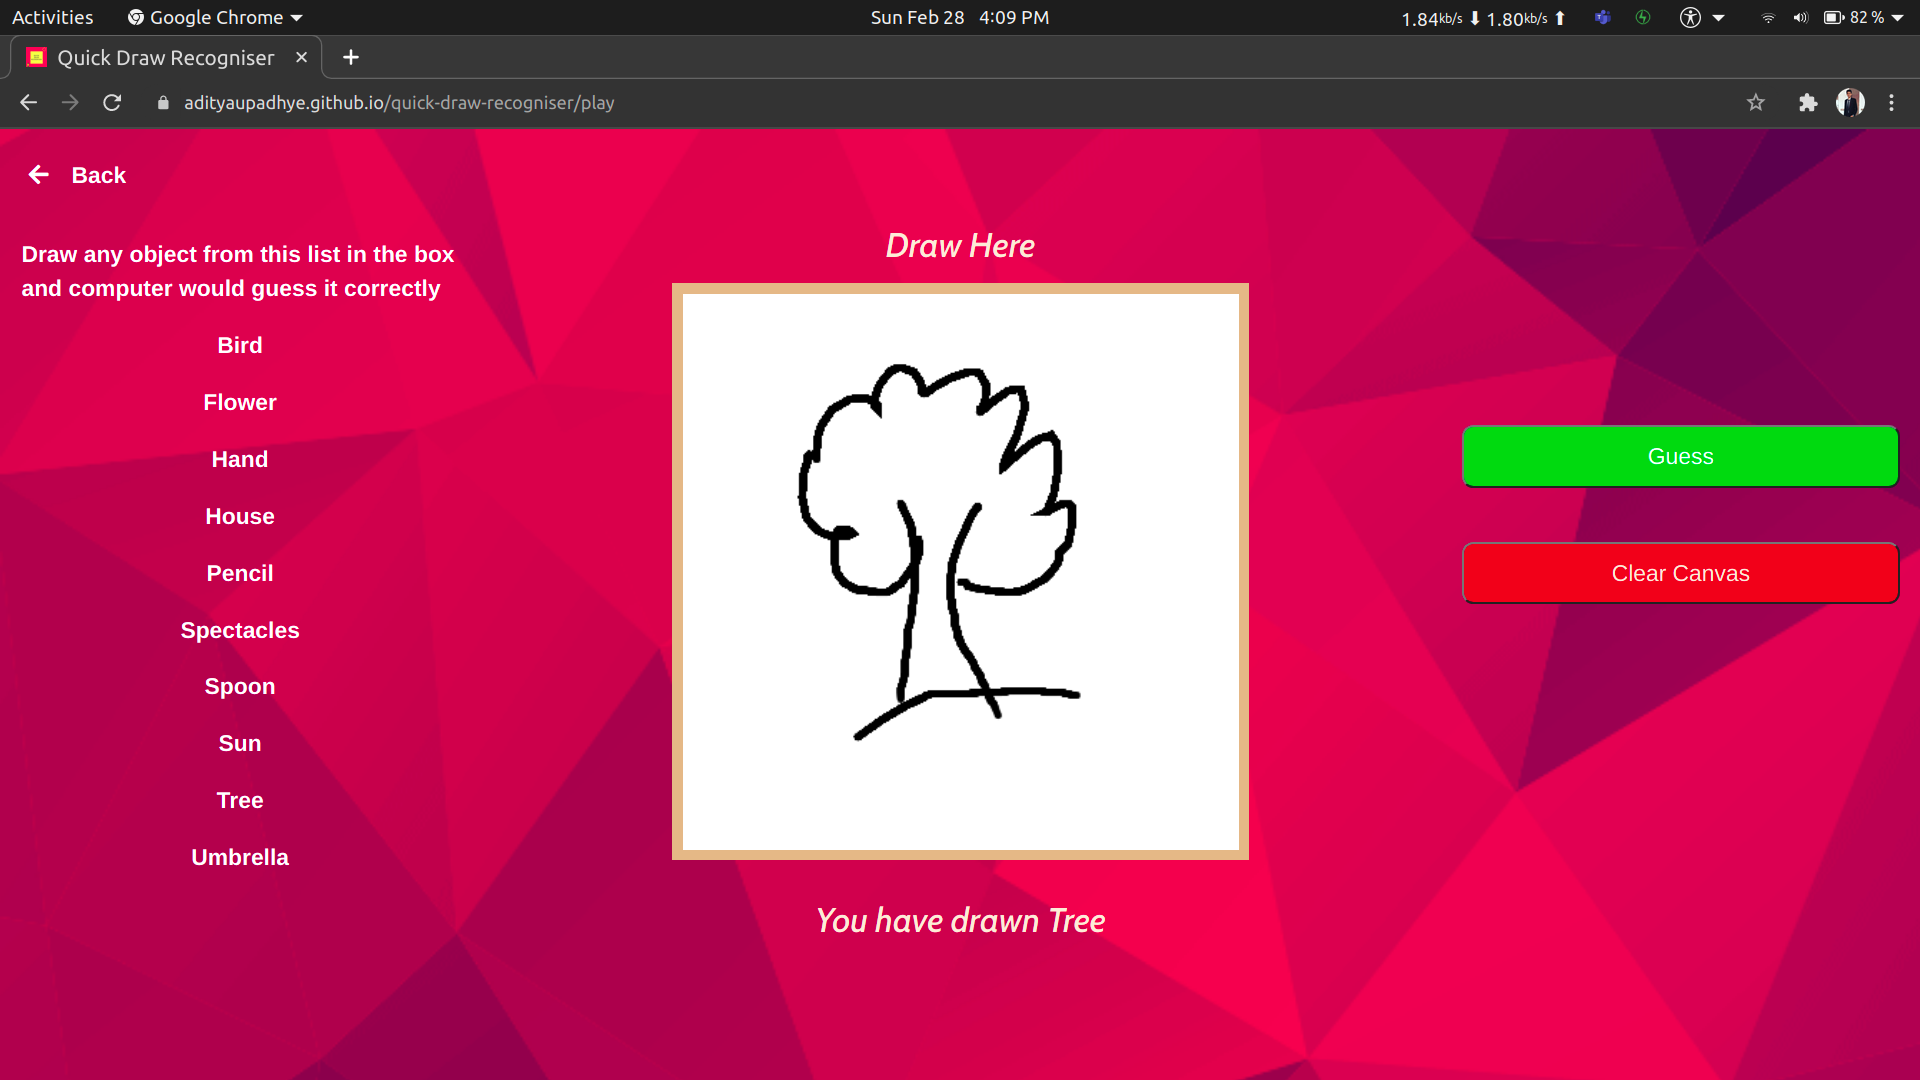 Activities
Google Chrome
Sun Feb 28 4:09 PM
1.84kb/s 1.80kb/s
82 %
Quick Draw Recogniser
adityaupadhye.github.io/quick-draw-recogniser/play
Back
Draw any object from this list in the box
and computer would guess it correctly
Bird
Flower
Hand
House
Pencil
Spectacles
Spoon
Sun
Tree
Umbrella
Draw Here
You have drawn Tree
Guess
Clear Canvas